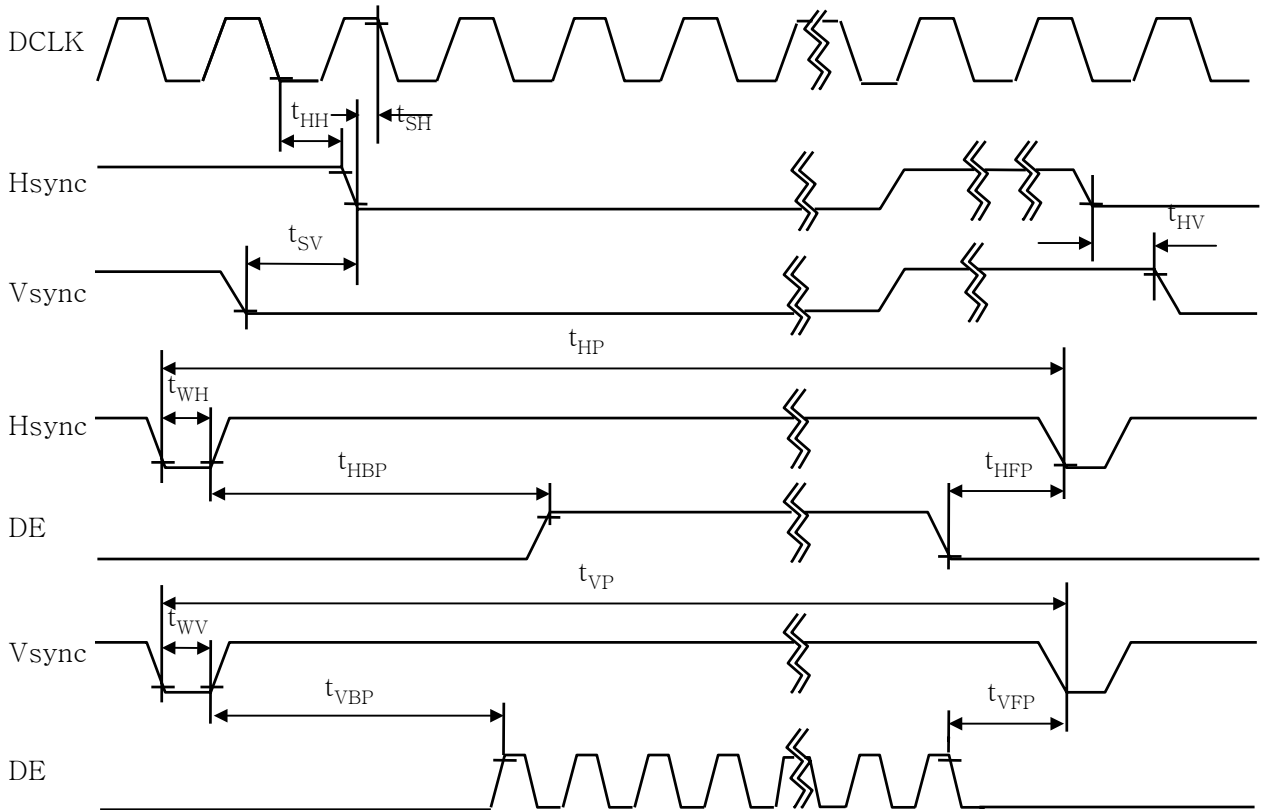 DCLK
tHH
tSH
Hsync
tHV
tSV
Vsync
tHP
tWH
Hsync
tHBP
tHFP
DE
tVP
tWV
Vsync
tVBP
tVFP
DE